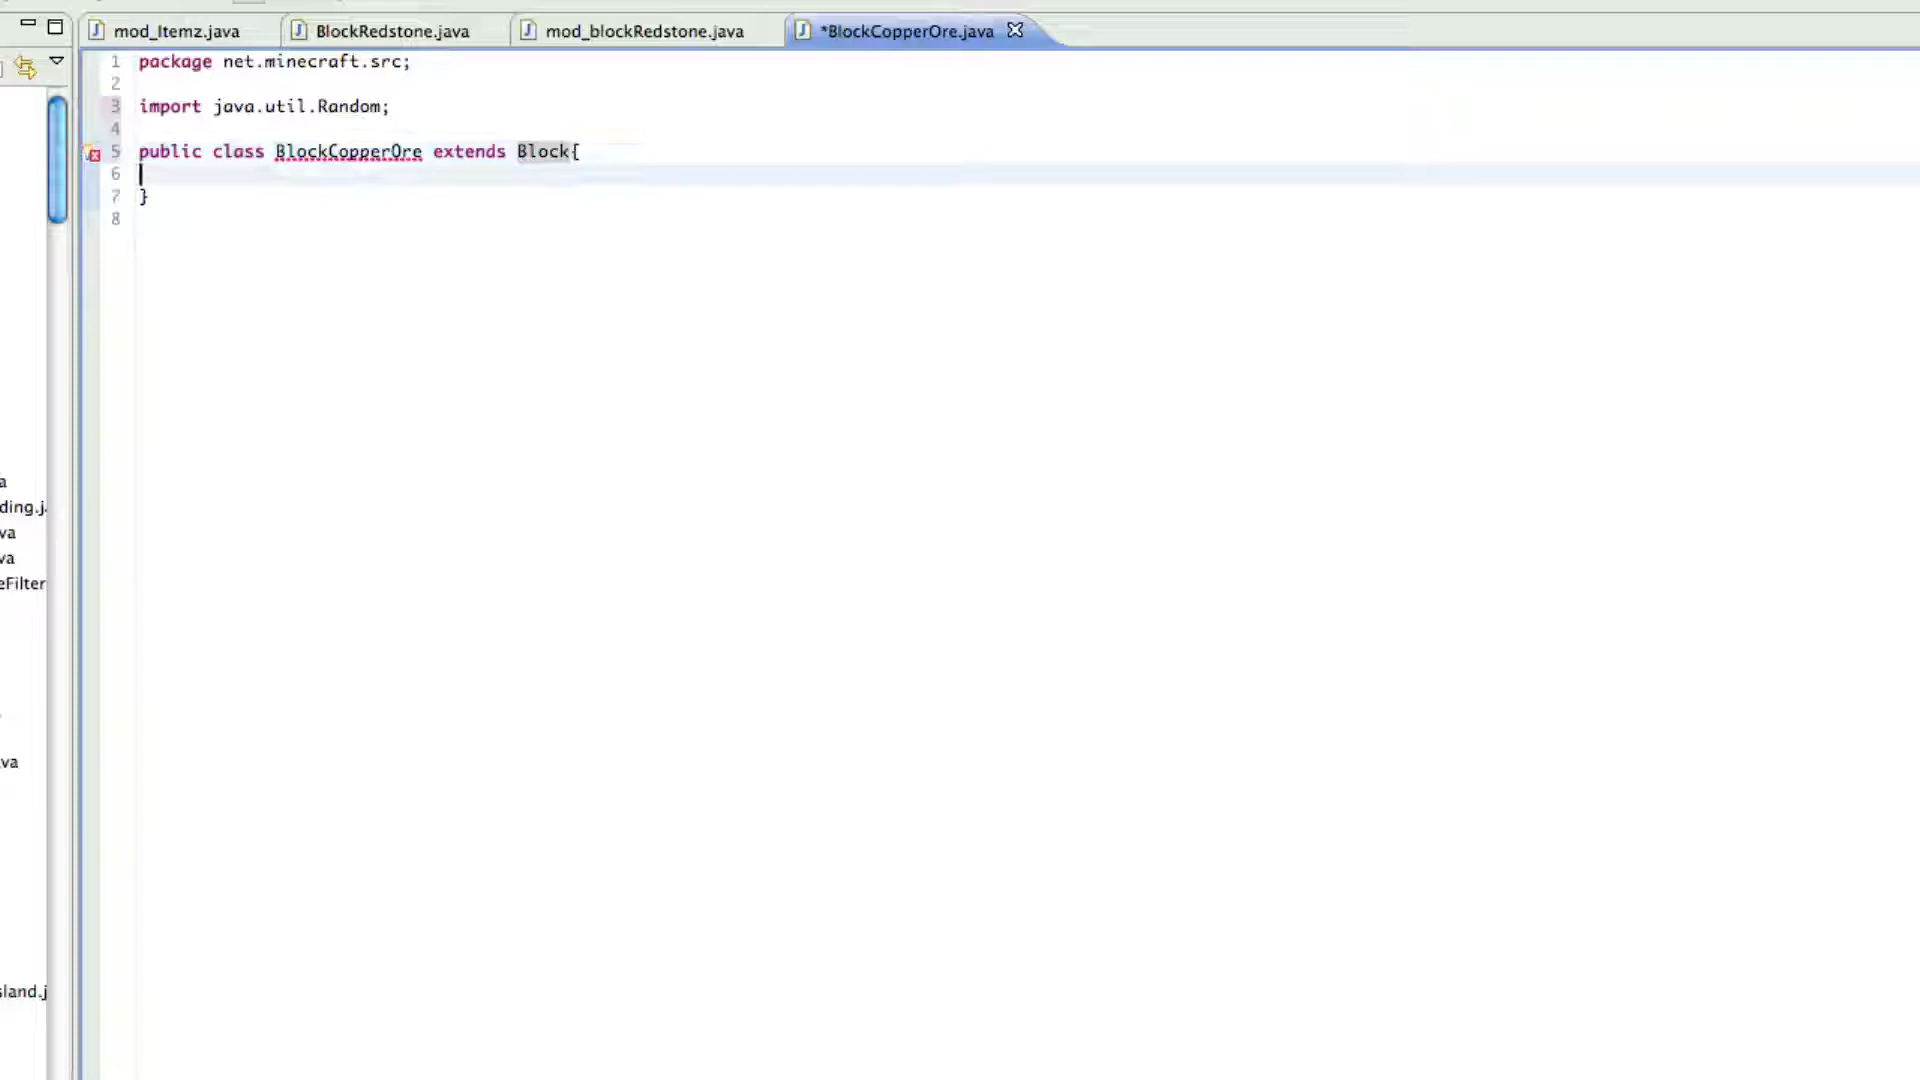 mod_Itemz.java BlockRedstone.java mod_blockRedstone.java *BlockCopperOre.java
1 package net.minecraft.src;
2
3 import java.util.Random;
4
5 public class BlockCopperOre extends Block{
6
7 }
8
a
ding.j
va
va
eFilter
va
sland.j